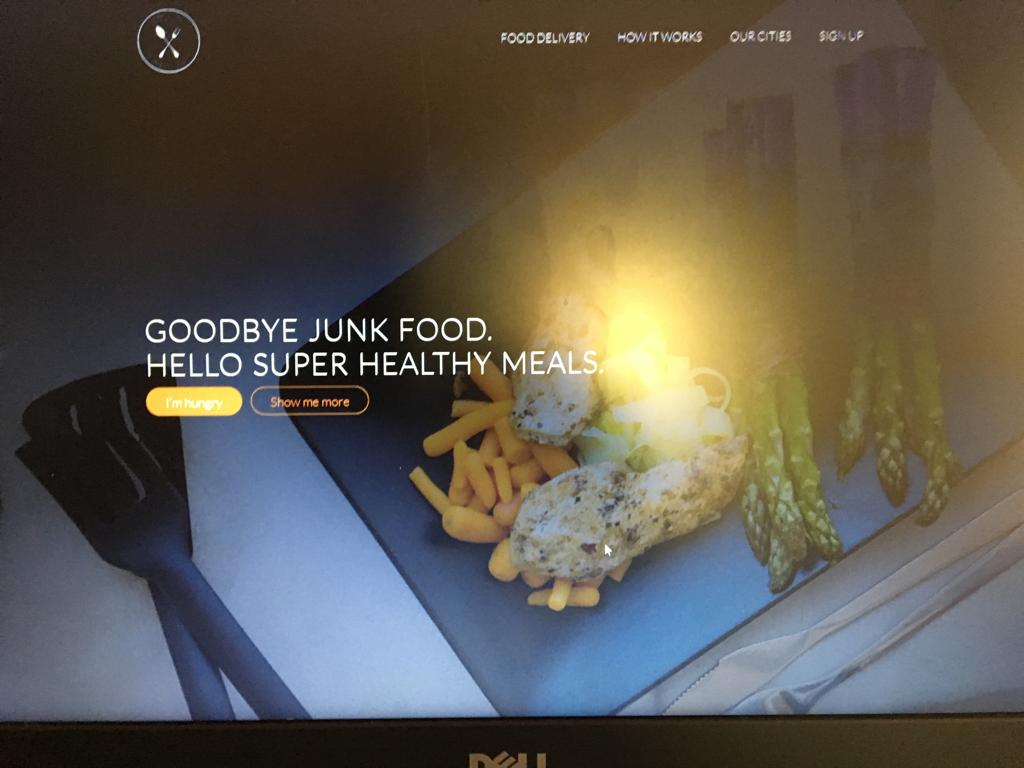 FOOD DELIVERY HOW IT WORKS OUR CITIES SIGN UP
GOODBYE JUNK FOOD.
HELLO SUPER HEALTHY MEALS.
I'm hungry Show me more
DELL